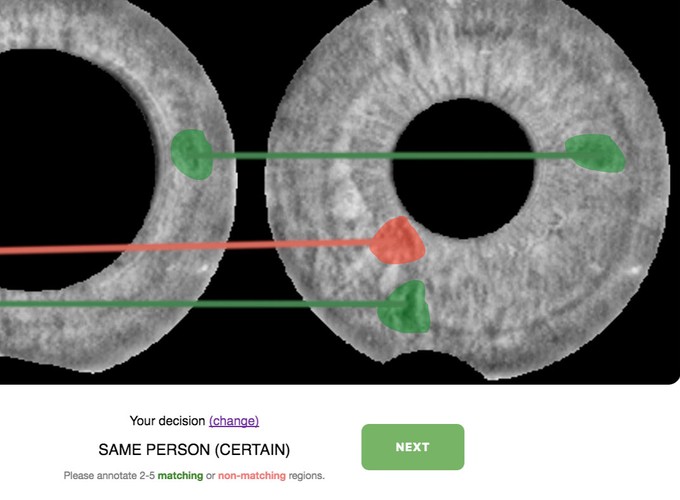 Your decision (change)
SAME PERSON (CERTAIN)
Please annotate 2-5 matching or non-matching regions.
NEXT